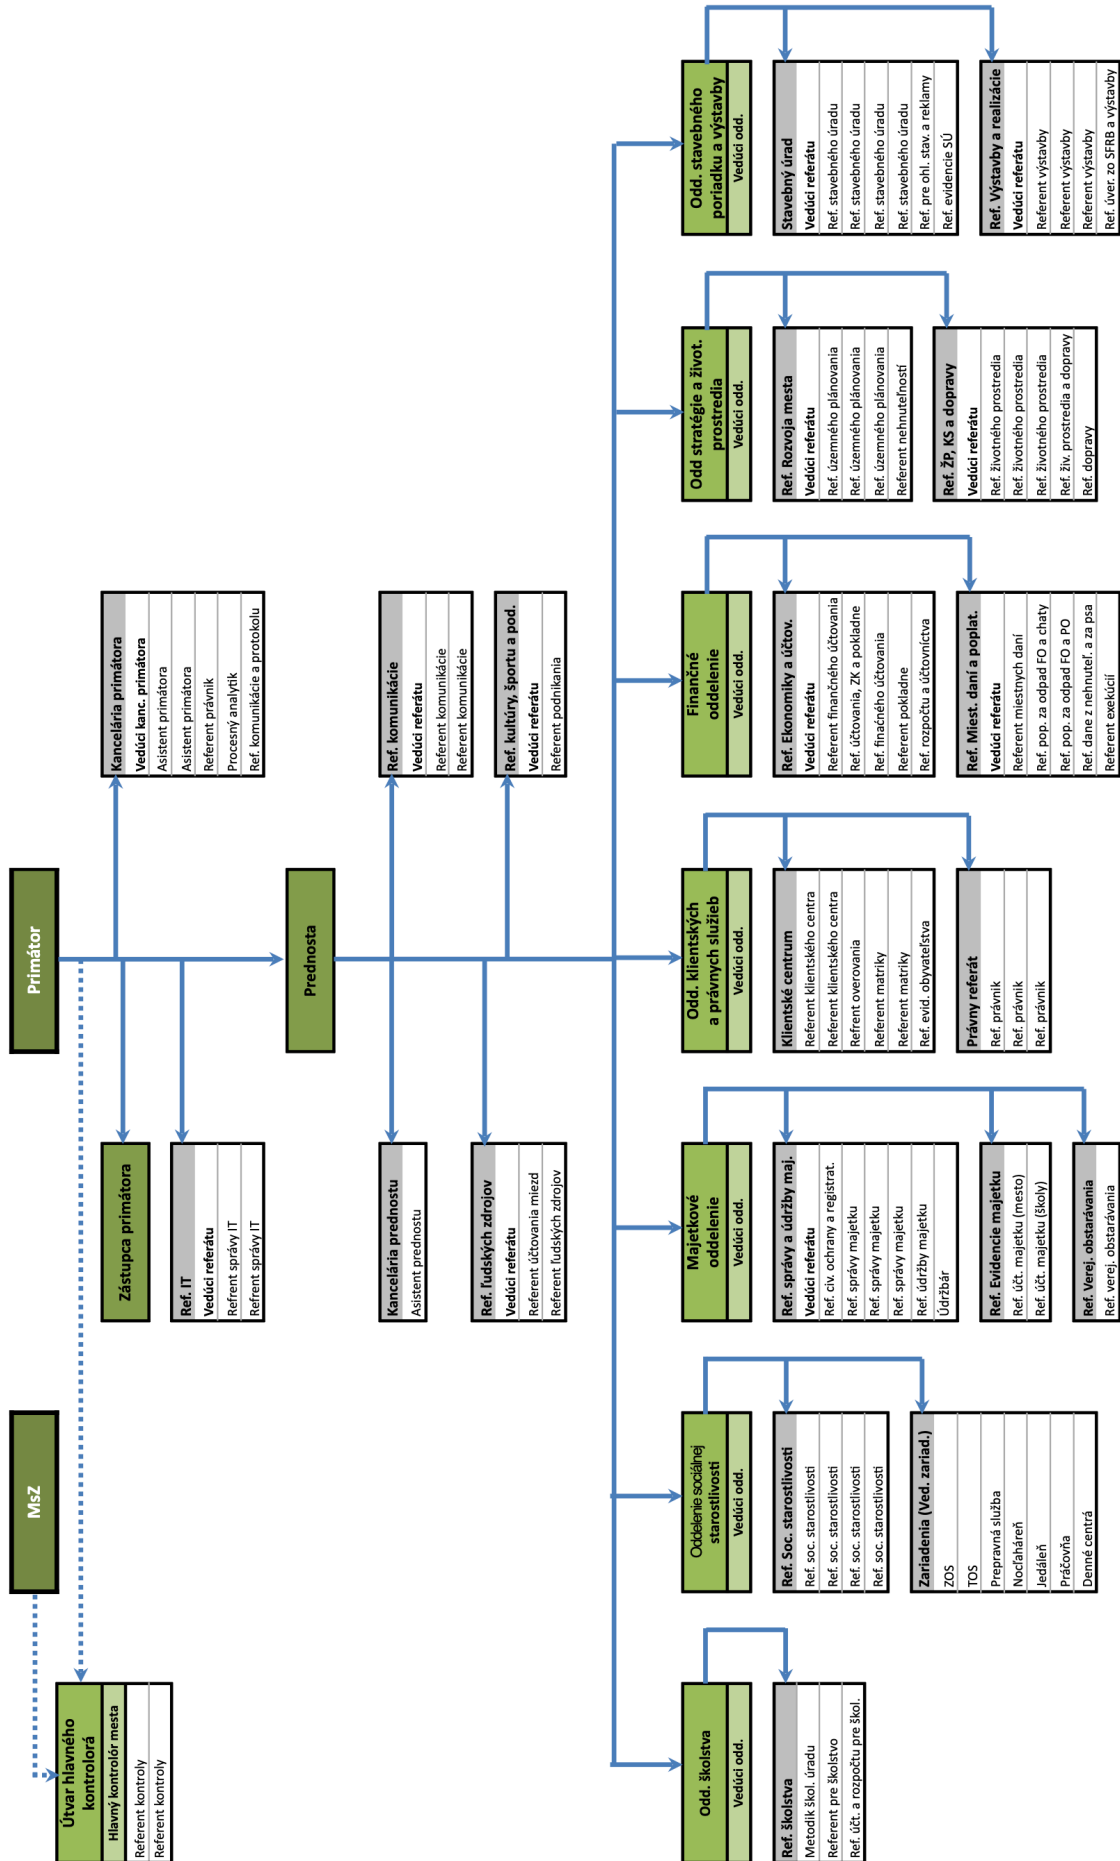 MsZ
Primátor
Útvar hlavného
kontrolorá
Hlavný kontrolór mesta
Referent kontroly
Referent kontroly
Zástupca primátora
Ref. IT
Vedúci referátu
Refrent správy IT
Refrent správy IT
Kancelária primátora
Vedúci kanc. primátora
Asistent primátora
Asistent primátora
Referent právnik
Procesný analytik
Ref. komunikácie a protokolu
Prednosta
Kancelária prednostu
Asistent prednostu
Ref. ľudských zdrojov
Vedúci referátu
Referent účtovania miezd
Referent ľudských zdrojov
Ref. komunikácie
Vedúci referátu
Referent komunikácie
Referent komunikácie
Ref. kultúry, športu a pod.
Vedúci referátu
Referent podnikania
Odd. školstva
Vedúci odd.
Ref. školstva
Metodik škol. úradu
Referent pre školstvo
Ref. účt. a rozpočtu pre škol.
Oddelenie sociálnej
starostlivosti
Vedúci odd.
Ref. Soc. starostlivosti
Ref. soc. starostlivosti
Ref. soc. starostlivosti
Ref. soc. starostlivosti
Ref. soc. starostlivosti
Zariadenia (Ved. zariad.)
ZOS
TOS
Prepravná služba
Nocľaháreň
Jedáleň
Práčovňa
Denné centrá
Majetkové
oddelenie
Vedúci odd.
Ref. správy a údržby maj.
Vedúci referátu
Ref. civ. ochrany a registrat.
Ref. správy majetku
Ref. správy majetku
Ref. správy majetku
Ref. údržby majetku
Údržbár
Ref. Evidencie majetku
Ref. účt. majetku (mesto)
Ref. účt. majetku (školy)
Ref. Verej. obstarávania
Ref. verej. obstarávania
Odd. klientských
a právnych služieb
Vedúci odd.
Klientské centrum
Referent klientského centra
Referent klientského centra
Refrent overovania
Referent matriky
Referent matriky
Ref. evid. obyvateľstva
Právny referát
Ref. právnik
Ref. právnik
Ref. právnik
Finančné
oddelenie
Vedúci odd.
Ref. Ekonomiky a účtov.
Vedúci referátu
Referent finančného účtovania
Ref. účtovania, ZK a pokladne
Ref. finaćného účtovania
Referent pokladne
Ref. rozpočtu a účtovníctva
Ref. Miest. daní a poplat.
Vedúci referátu
Referent miestnych daní
Ref. pop. za odpad FO a chaty
Ref. pop. za odpad FO a PO
Ref. dane z nehnuteľ. a za psa
Referent exekúcií
Odd stratégie a život.
prostredia
Vedúci odd.
Ref. Rozvoja mesta
Vedúci referátu
Ref. územného plánovania
Ref. územného plánovania
Ref. územného plánovania
Referent nehnuteľností
Ref. ŽP, KS a dopravy
Vedúci referátu
Ref. životného prostredia
Ref. životného prostredia
Ref. životného prostredia
Ref. živ. prostredia a dopravy
Ref. dopravy
Odd. stavebného
poriadku a výstavby
Vedúci odd.
Stavebný úrad
Vedúci referátu
Ref. stavebného úradu
Ref. stavebného úradu
Ref. stavebného úradu
Ref. stavebného úradu
Ref. pre ohl. stav. a reklamy
Ref. evidencie SÚ
Ref. Výstavby a realizácie
Vedúci referátu
Referent výstavby
Referent výstavby
Referent výstavby
Ref. úver. zo SFRB a výstavby